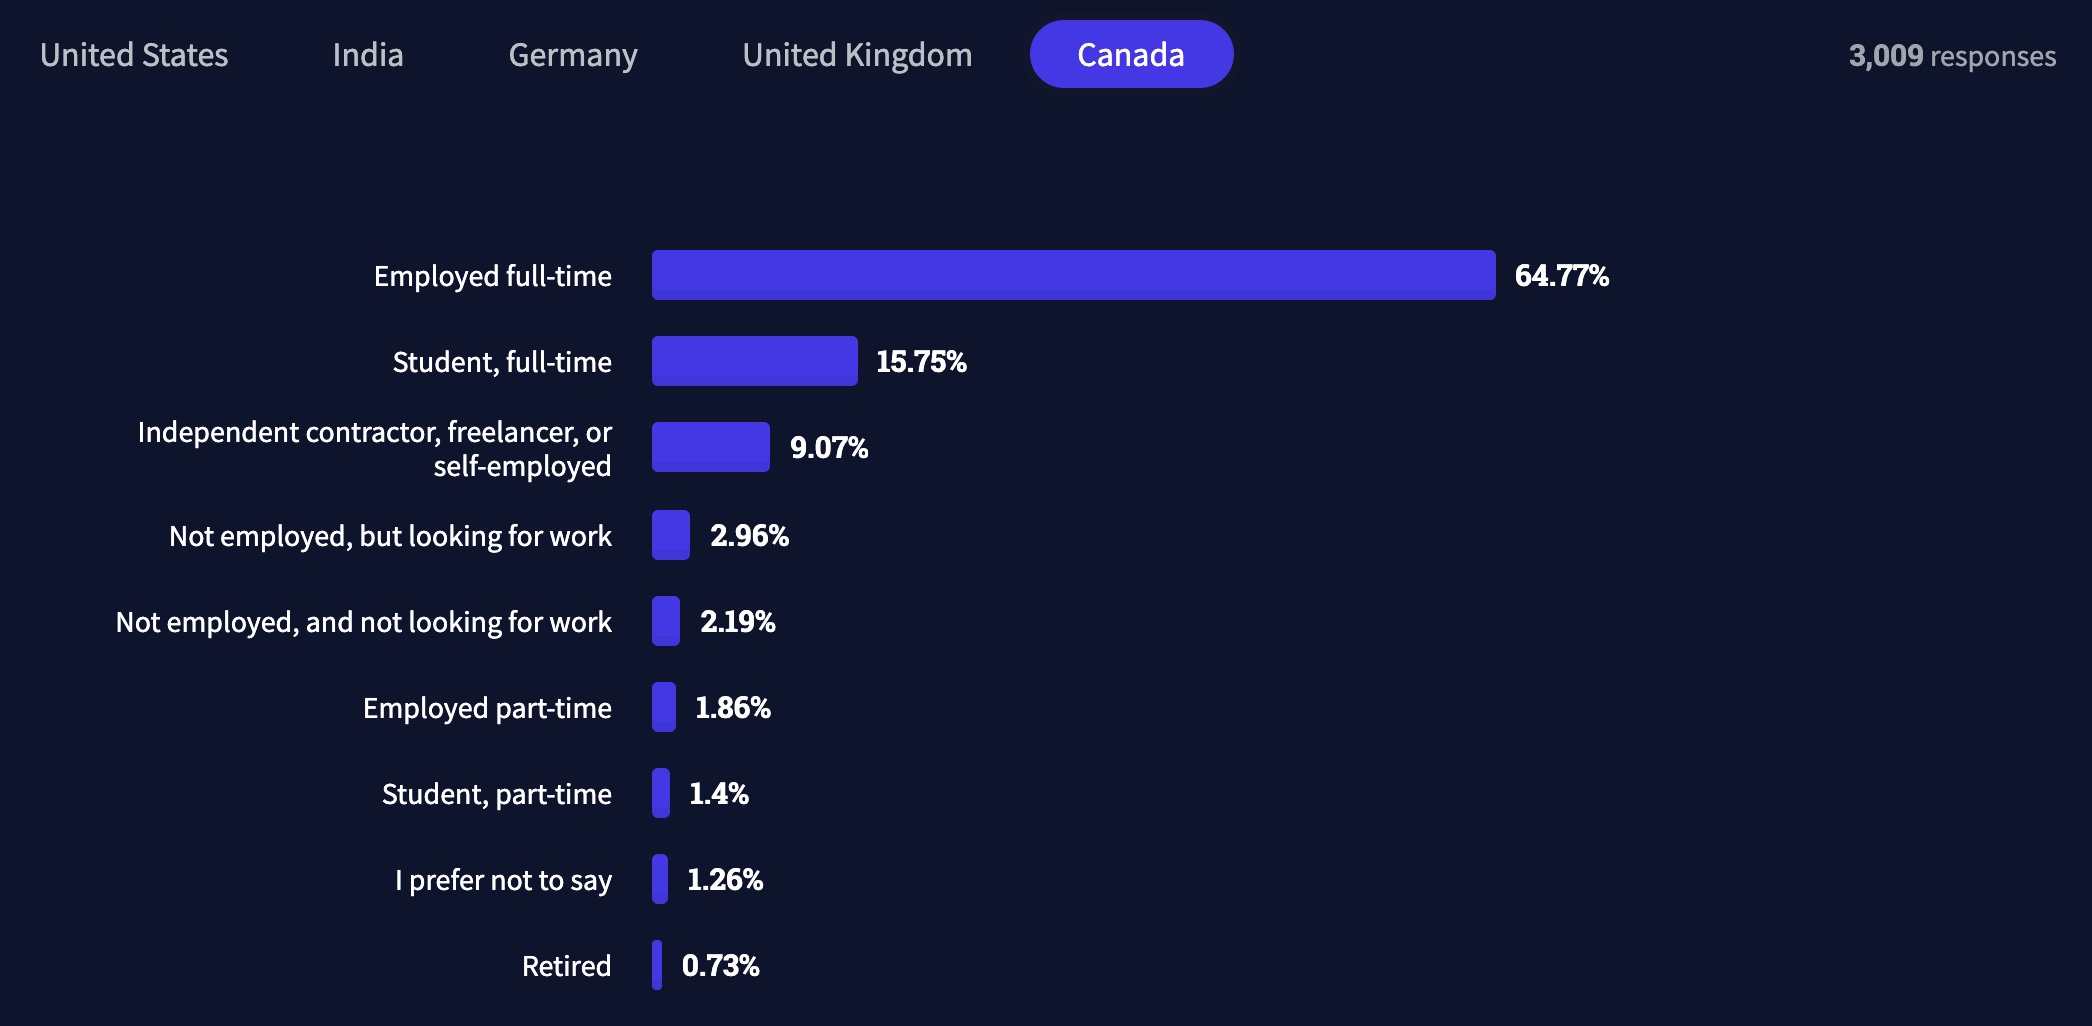 United States India Germany United Kingdom Canada 3,009 responses
Employed full-time 64.77%
Student, full-time 15.75%
Independent contractor, freelancer, or
self-employed 9.07%
Not employed, but looking for work 2.96%
Not employed, and not looking for work 2.19%
Employed part-time 1.86%
Student, part-time 1.4%
I prefer not to say 1.26%
Retired 0.73%